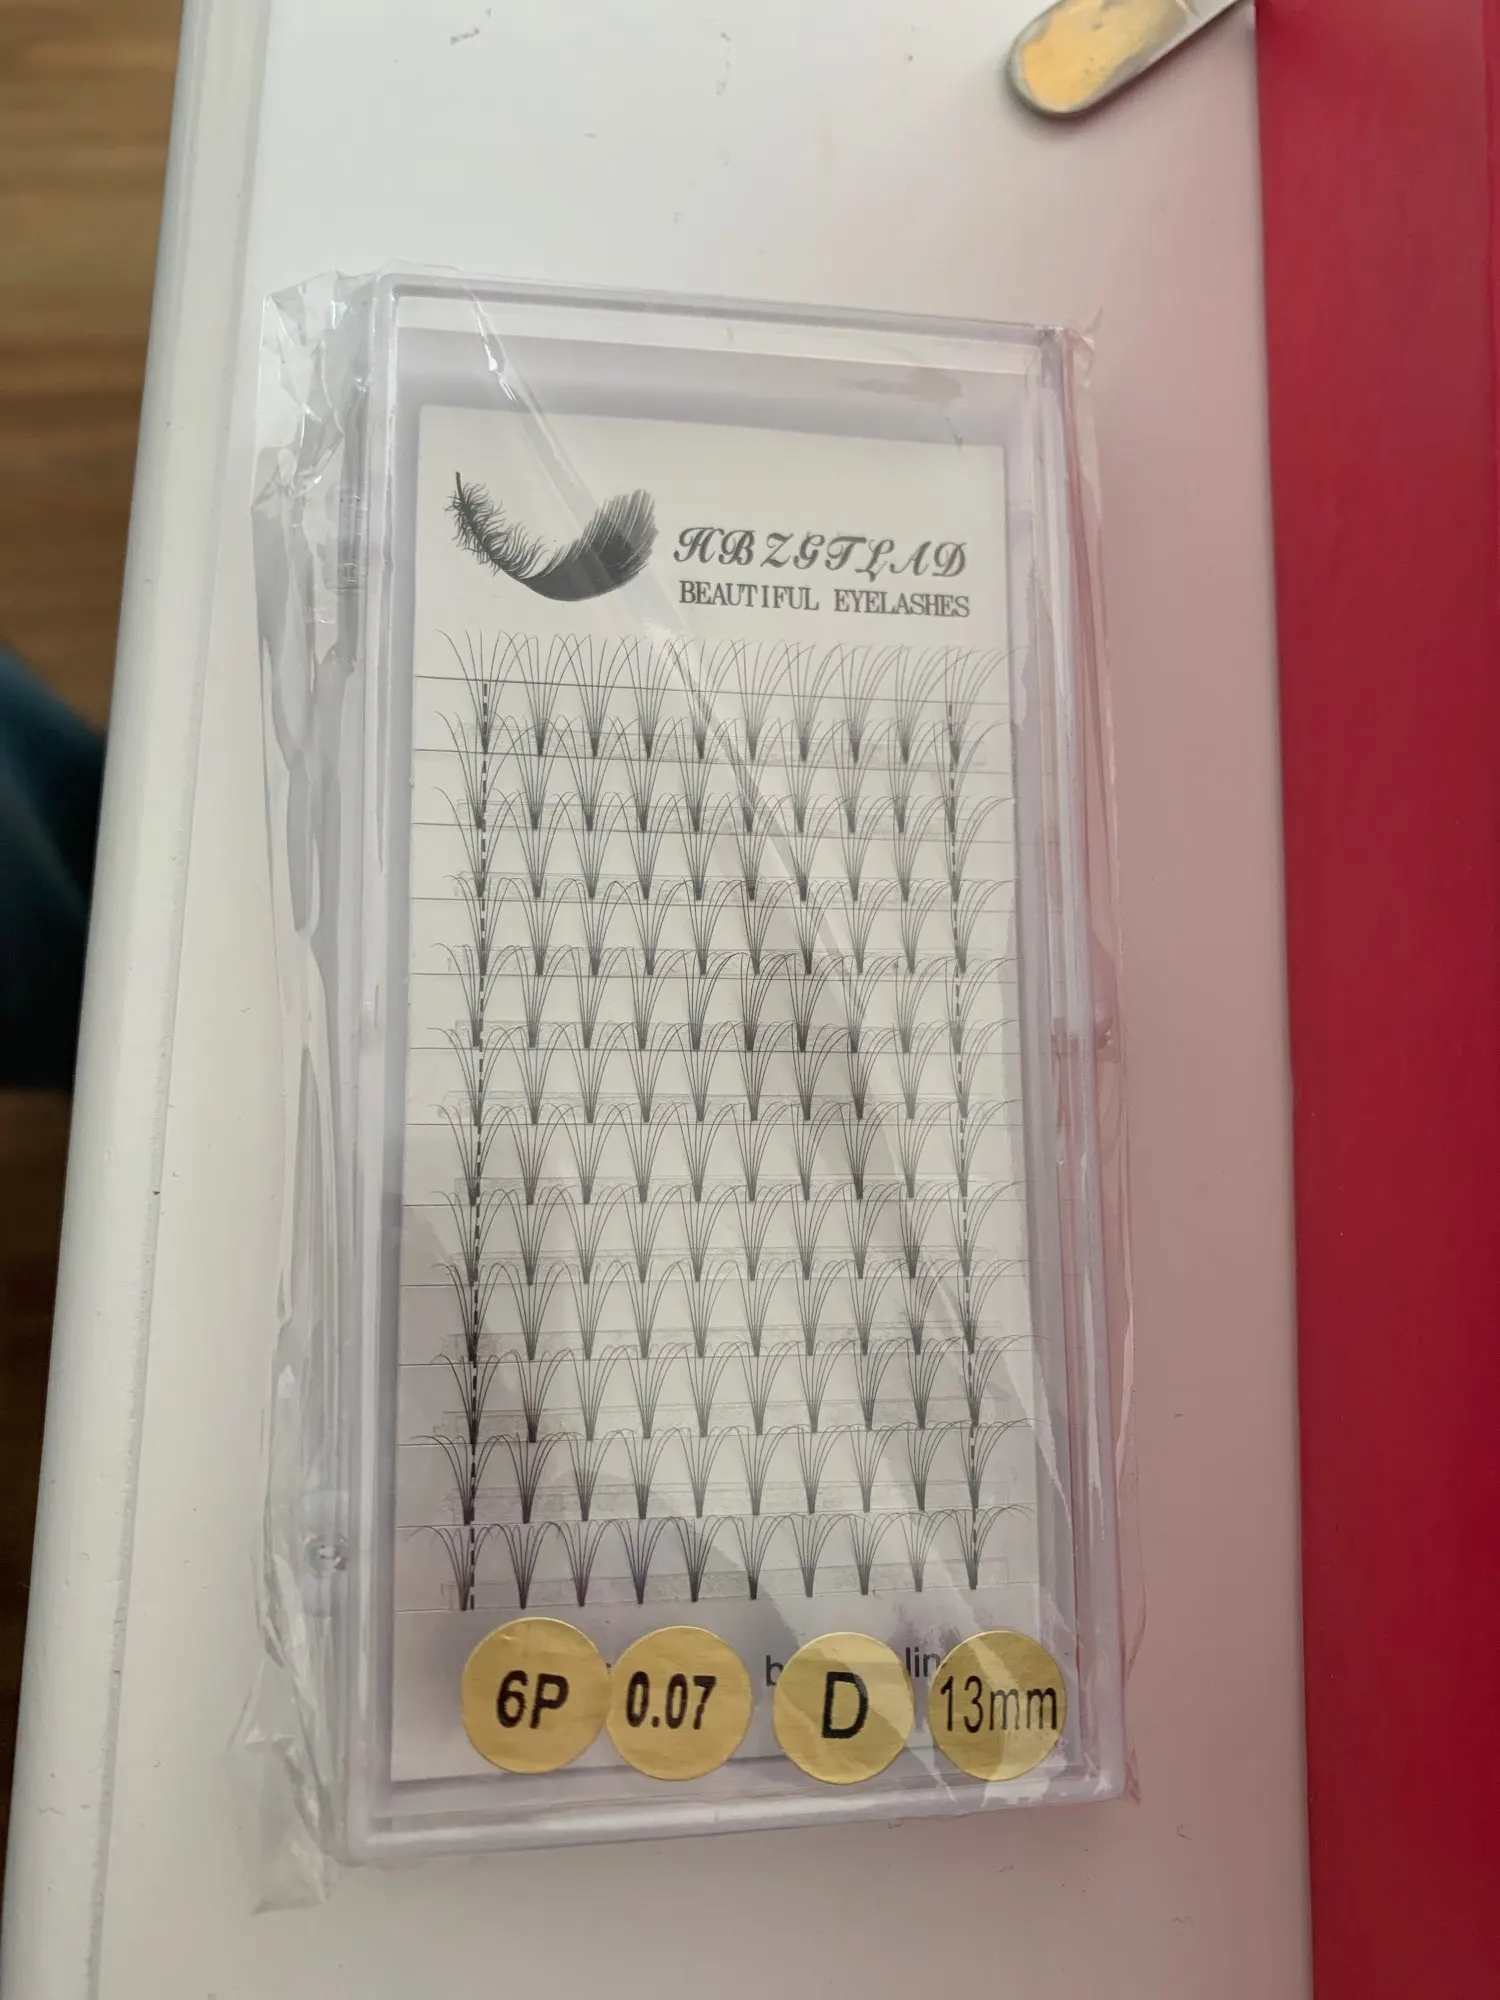 HBZGTLAD
BEAUTIFUL EYELASHES
6P 0.07 D 13mm